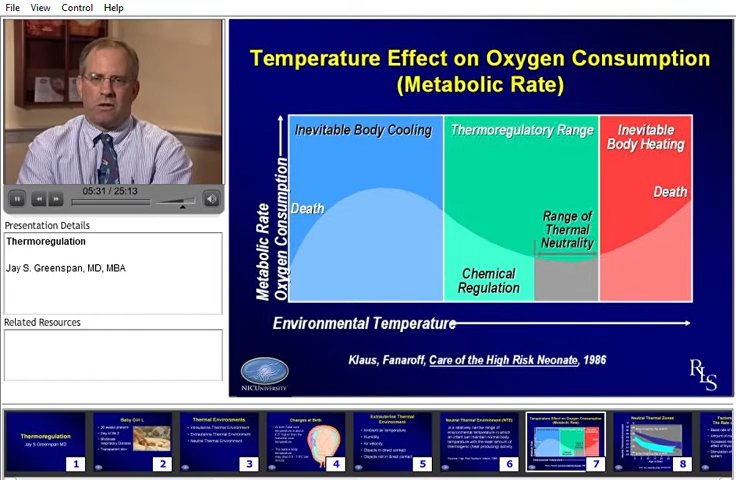 File View Control Help
Temperature Effect on Oxygen Consumption
(Metabolic Rate)
Inevitable Body Cooling
Thermoregulatory Range
Inevitable
Body Heating
Death
Death
Range of
Thermal
Neutrality
Chemical
Regulation
Metabolic Rate
Oxygen Consumption
Environmental Temperature
Klaus, Fanaroff, Care of the High Risk Neonate, 1986
NICUNIVERSITY
RLS
05:31 / 25:13
Presentation Details
Thermoregulation
Jay S. Greenspan, MD, MBA
Related Resources
Thermoregulation
Jay S Greenspan MD
1
Baby Girl L
2
Thermal Environments
3
Changes at Birth
4
Extrauterine Thermal
Environment
5
Neutral Thermal Environment (NTE)
6
Temperature Effect on Oxygen Consumption
(Metabolic Rate)
7
Neutral Thermal Zones
8